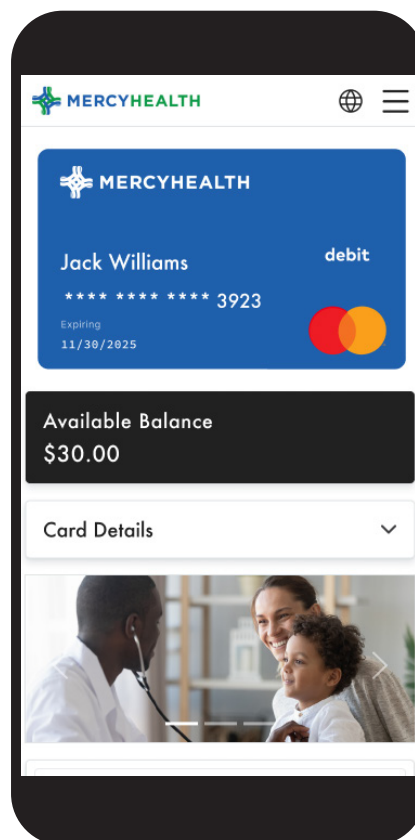 MERCYHEALTH
MERCYHEALTH
debit
Jack Williams
**** **** **** 3923
Expiring
11/30/2025
Available Balance
$30.00
Card Details